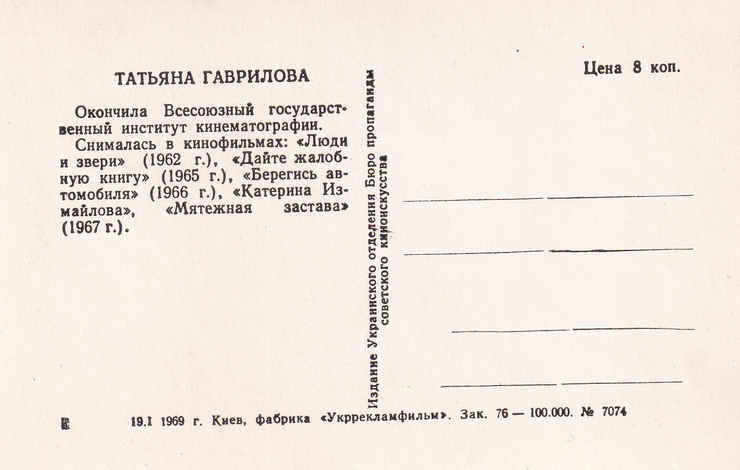 ТАТЬЯНА ГАВРИЛОВА
Окончила Всесоюзный государст-
венный институт кинематографии.
Снималась в кинофильмах: «Люди
и звери» (1962 г.), «Дайте жалоб-
ную книгу» (1965 г.), «Берегись ав-
томобиля» (1966 г.), «Катерина Из-
майлова», «Мятежная застава»
(1967 г.).
Издание Украинского отделения Бюро пропаганды
советского киноискусства
Цена 8 коп.
19.I 1969 г. Киев, фабрика «Укррекламфильм». Зак. 76 — 100.000. № 7074